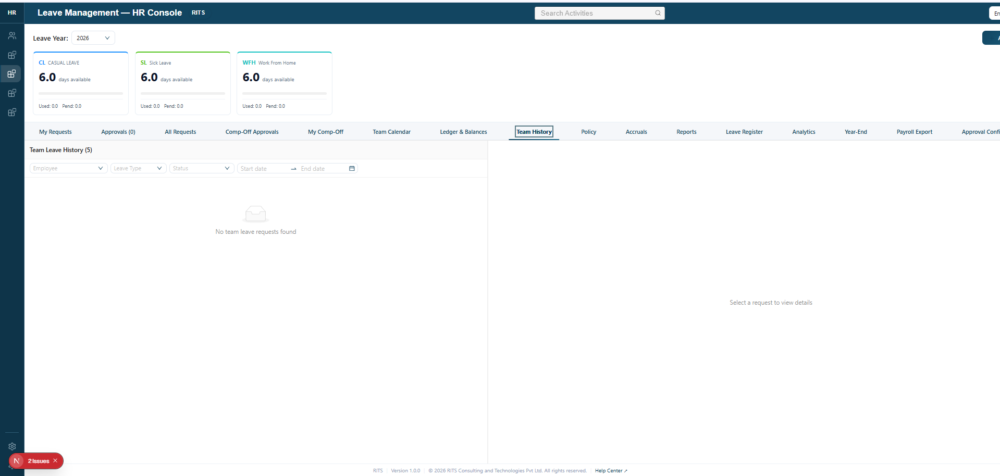 HR
Leave Management — HR Console RITS
Search Activities
En
Leave Year: 2026
A
CL CASUAL LEAVE
6.0 days available
Used: 0.0 Pend: 0.0
SL Sick Leave
6.0 days available
Used: 0.0 Pend: 0.0
WFH Work From Home
6.0 days available
Used: 0.0 Pend: 0.0
My Requests Approvals (0) All Requests Comp-Off Approvals My Comp-Off Team Calendar Ledger & Balances Team History Policy Accruals Reports Leave Register Analytics Year-End Payroll Export Approval Confi
Team Leave History (5)
Employee Leave Type Status Start date End date
No team leave requests found
Select a request to view details
N 2 Issues
RITS Version 1.0.0 © 2026 RITS Consulting and Technologies Pvt Ltd. All rights reserved. Help Center ↗